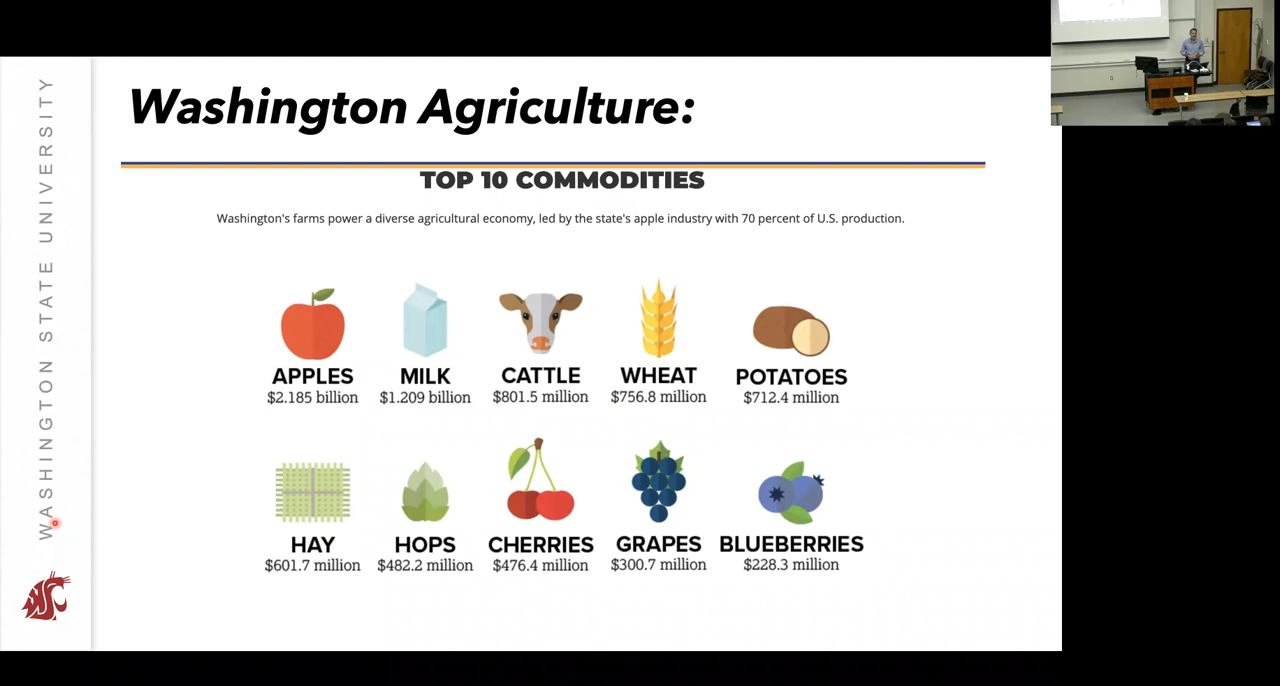 WASHINGTON STATE UNIVERSITY
Washington Agriculture:
TOP 10 COMMODITIES
Washington's farms power a diverse agricultural economy, led by the state's apple industry with 70 percent of U.S. production.
APPLES MILK CATTLE WHEAT POTATOES
$2.185 billion $1.209 billion $801.5 million $756.8 million $712.4 million
HAY HOPS CHERRIES GRAPES BLUEBERRIES
$601.7 million $482.2 million $476.4 million $300.7 million $228.3 million